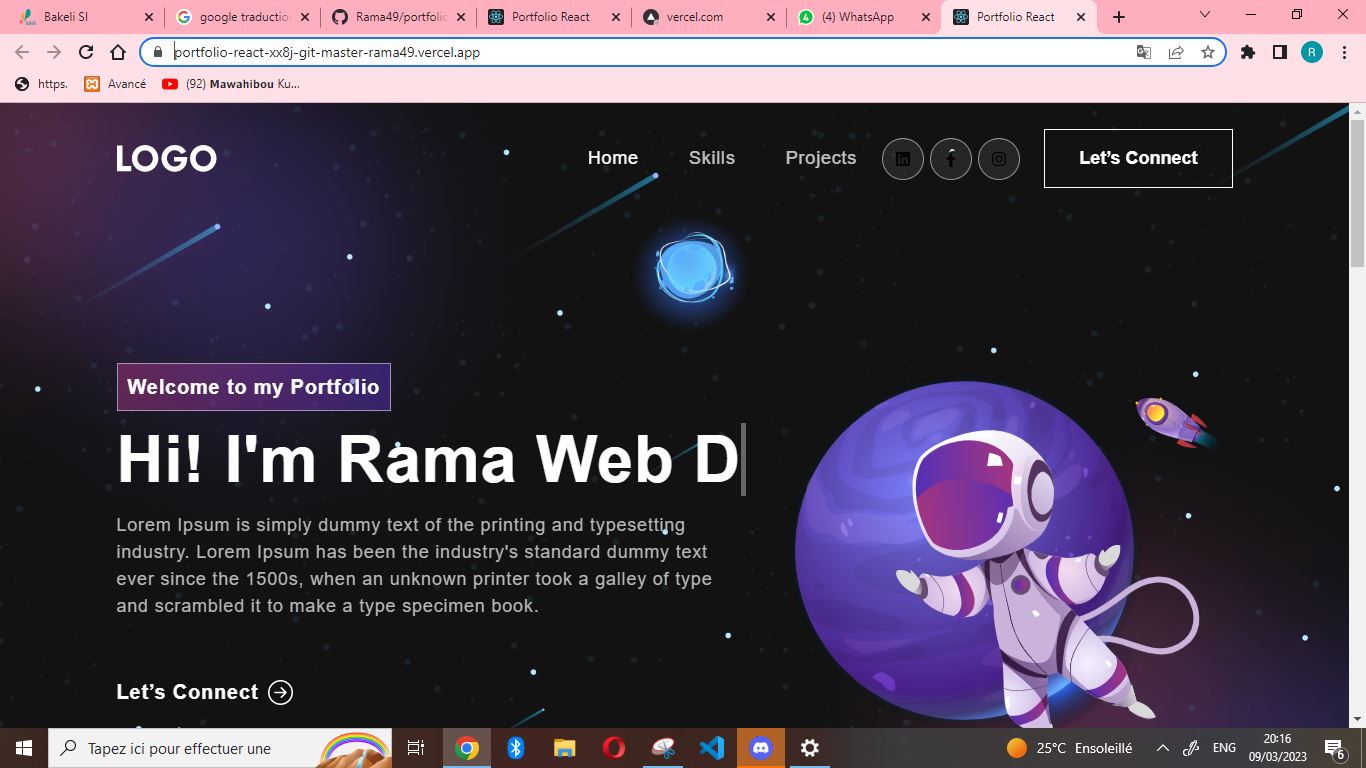 Bakeli SI
google traduction
Rama49/portfolio
Portfolio React
vercel.com
(4) WhatsApp
Portfolio React
portfolio-react-xx8j-git-master-rama49.vercel.app
R
https.
Avancé
(92) Mawahibou Ku...
LOGO
Home
Skills
Projects
Let’s Connect
Welcome to my Portfolio
Hi! I'm Rama Web D
Lorem Ipsum is simply dummy text of the printing and typesetting
industry. Lorem Ipsum has been the industry's standard dummy text
ever since the 1500s, when an unknown printer took a galley of type
and scrambled it to make a type specimen book.
Let’s Connect
Tapez ici pour effectuer une
25°C Ensoleillé
ENG
20:16
09/03/2023
6